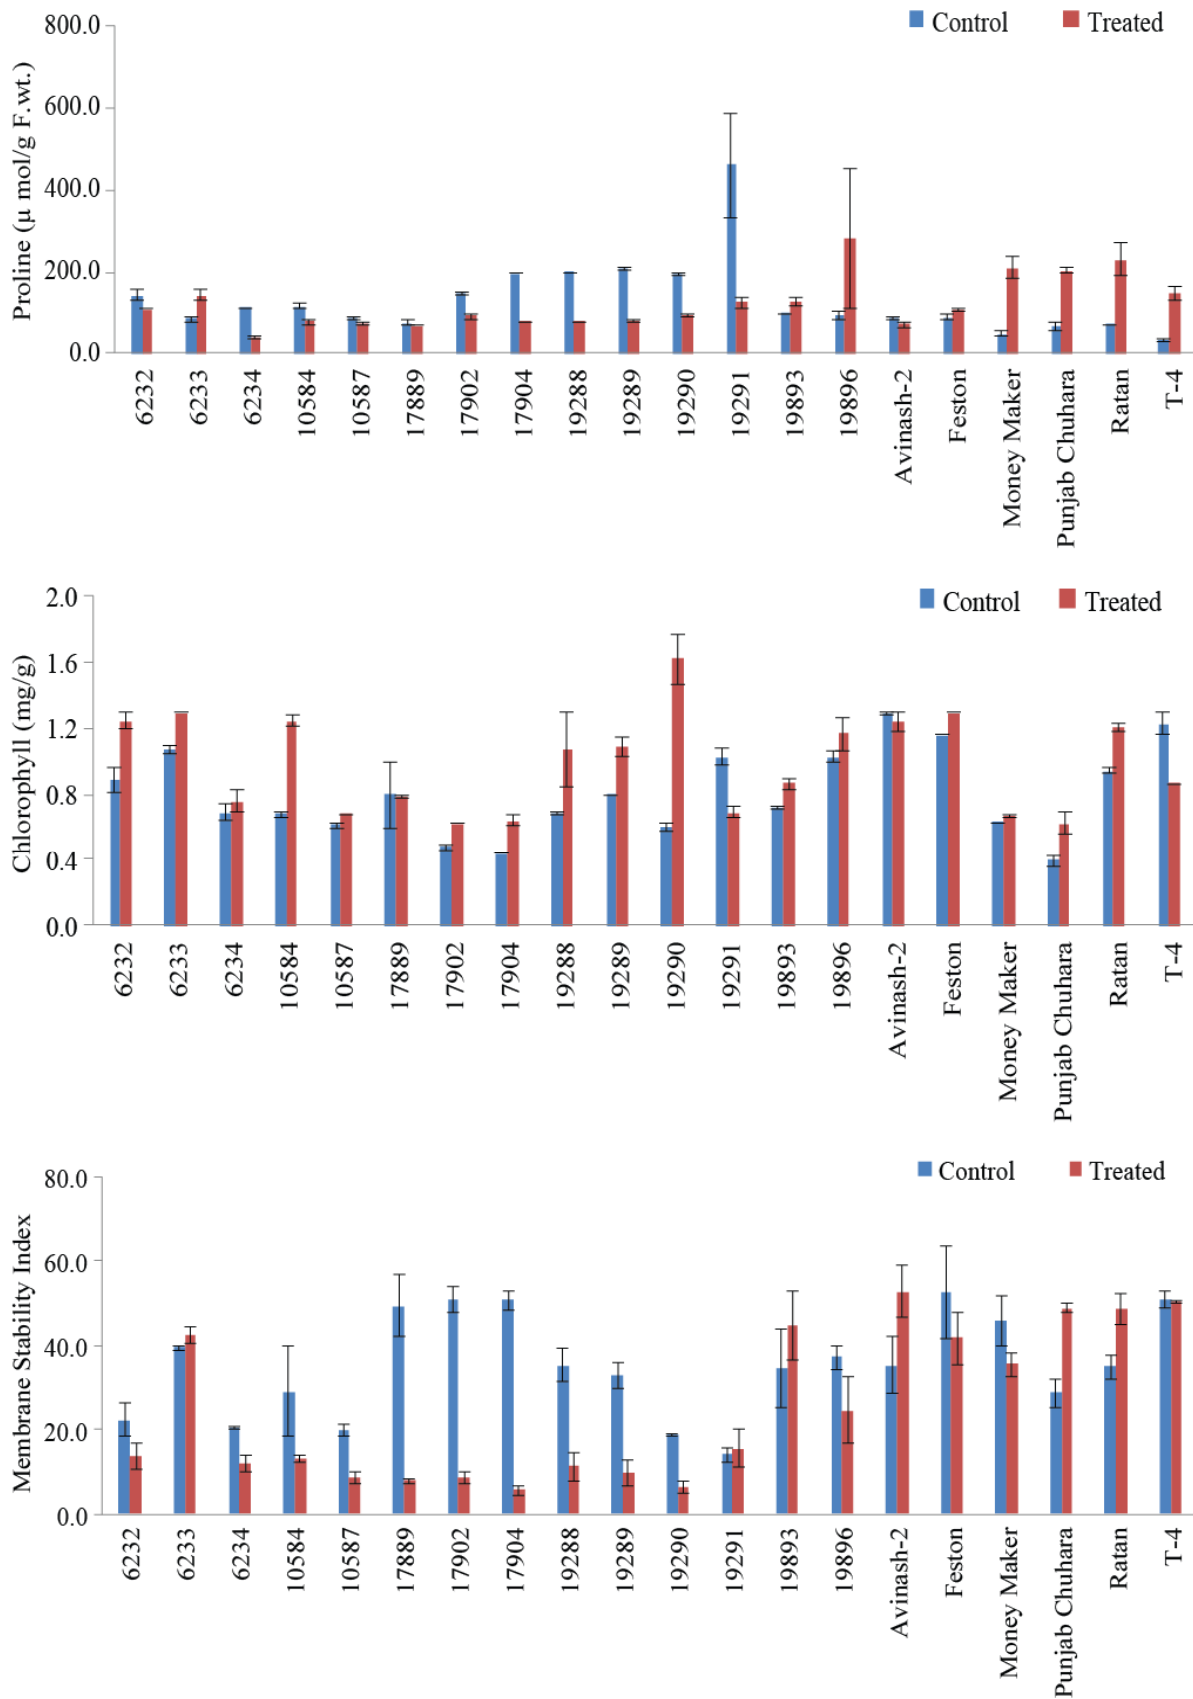 Control Treated
Proline (µ mol/g F.wt.)
800.0
600.0
400.0
200.0
0.0
6232 6233 6234 10584 10587 17889 17902 17904 19288 19289 19290 19291 19893 19896 Avinash-2 Feston Money Maker Punjab Chuhara Ratan T-4
Control Treated
Chlorophyll (mg/g)
2.0
1.6
1.2
0.8
0.4
0.0
6232 6233 6234 10584 10587 17889 17902 17904 19288 19289 19290 19291 19893 19896 Avinash-2 Feston Money Maker Punjab Chuhara Ratan T-4
Control Treated
Membrane Stability Index
80.0
60.0
40.0
20.0
0.0
6232 6233 6234 10584 10587 17889 17902 17904 19288 19289 19290 19291 19893 19896 Avinash-2 Feston Money Maker Punjab Chuhara Ratan T-4